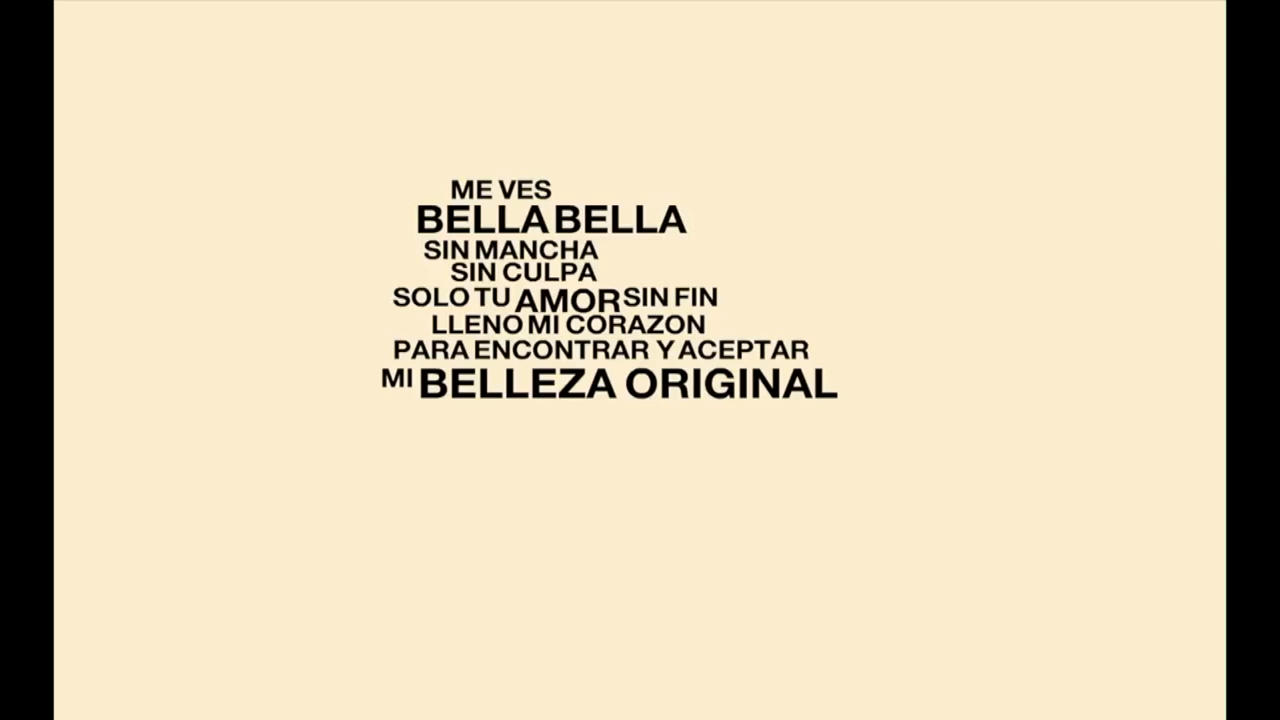 ME VES
BELLA BELLA
SIN MANCHA
SIN CULPA
SOLO TU AMOR SIN FIN
LLENO MI CORAZON
PARA ENCONTRAR Y ACEPTAR
MI BELLEZA ORIGINAL